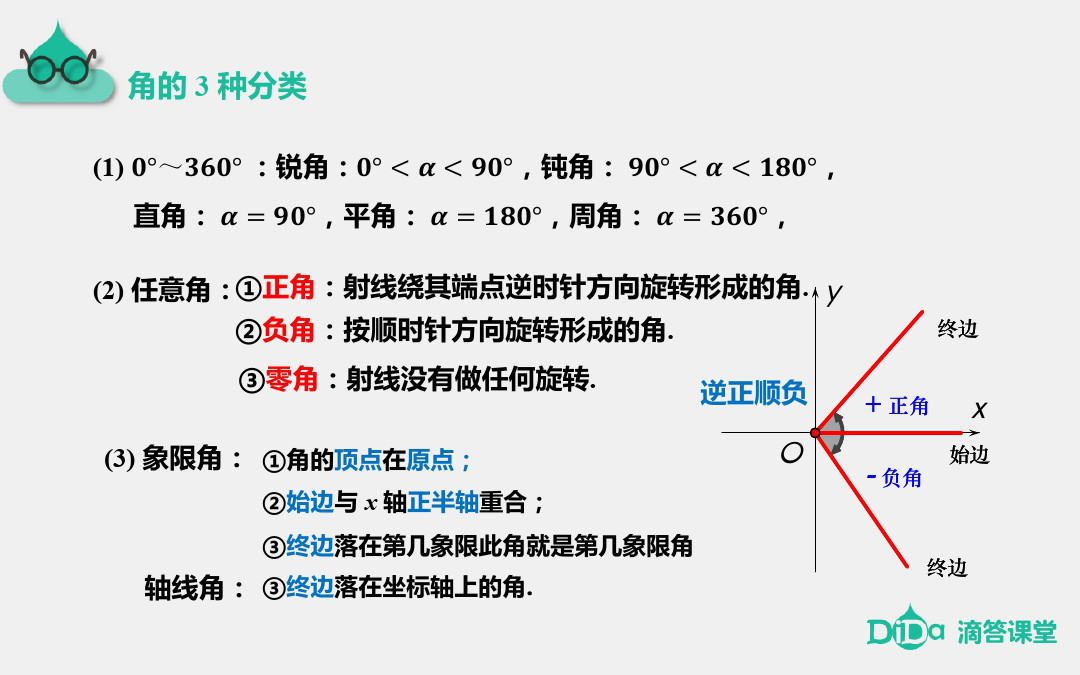 角的 3 种分类
(1) 0°～360° ：锐角：0° < α < 90°，钝角： 90° < α < 180°，
直角： α = 90°，平角： α = 180°，周角： α = 360°，
(2) 任意角：①正角：射线绕其端点逆时针方向旋转形成的角.
②负角：按顺时针方向旋转形成的角.
③零角：射线没有做任何旋转.
逆正顺负
y
终边
+ 正角
x
O
始边
- 负角
终边
(3) 象限角： ①角的顶点在原点；
②始边与 x 轴正半轴重合；
③终边落在第几象限此角就是第几象限角
轴线角： ③终边落在坐标轴上的角.
DiDa 滴答课堂